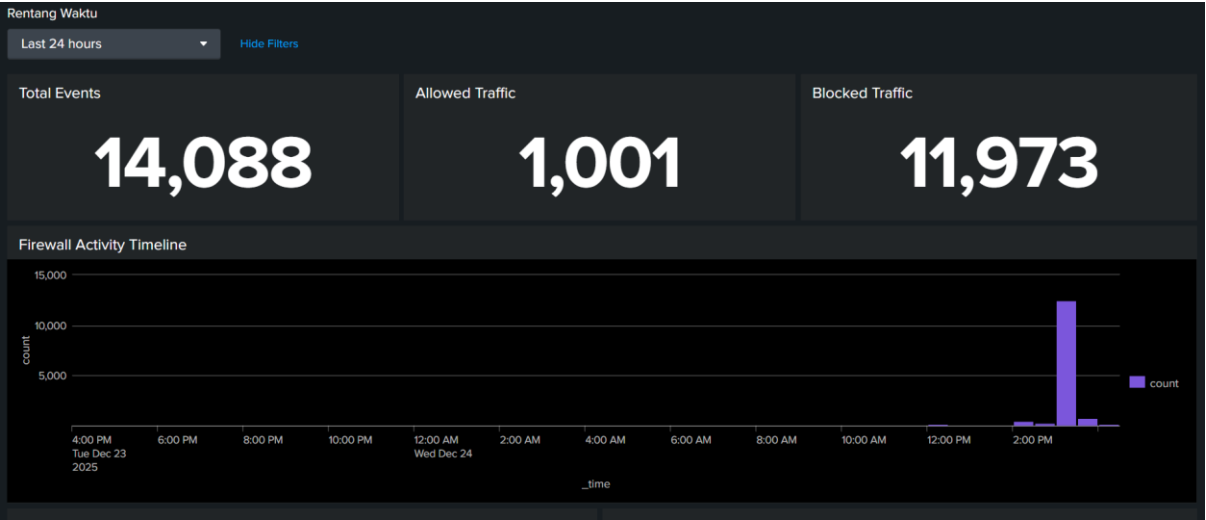 Rentang Waktu
Last 24 hours
Hide Filters
Total Events
Allowed Traffic
Blocked Traffic
14,088
1,001
11,973
Firewall Activity Timeline
15,000
10,000
5,000
count
count
4:00 PM
Tue Dec 23
2025
6:00 PM
8:00 PM
10:00 PM
12:00 AM
Wed Dec 24
2:00 AM
4:00 AM
6:00 AM
8:00 AM
10:00 AM
12:00 PM
2:00 PM
_time